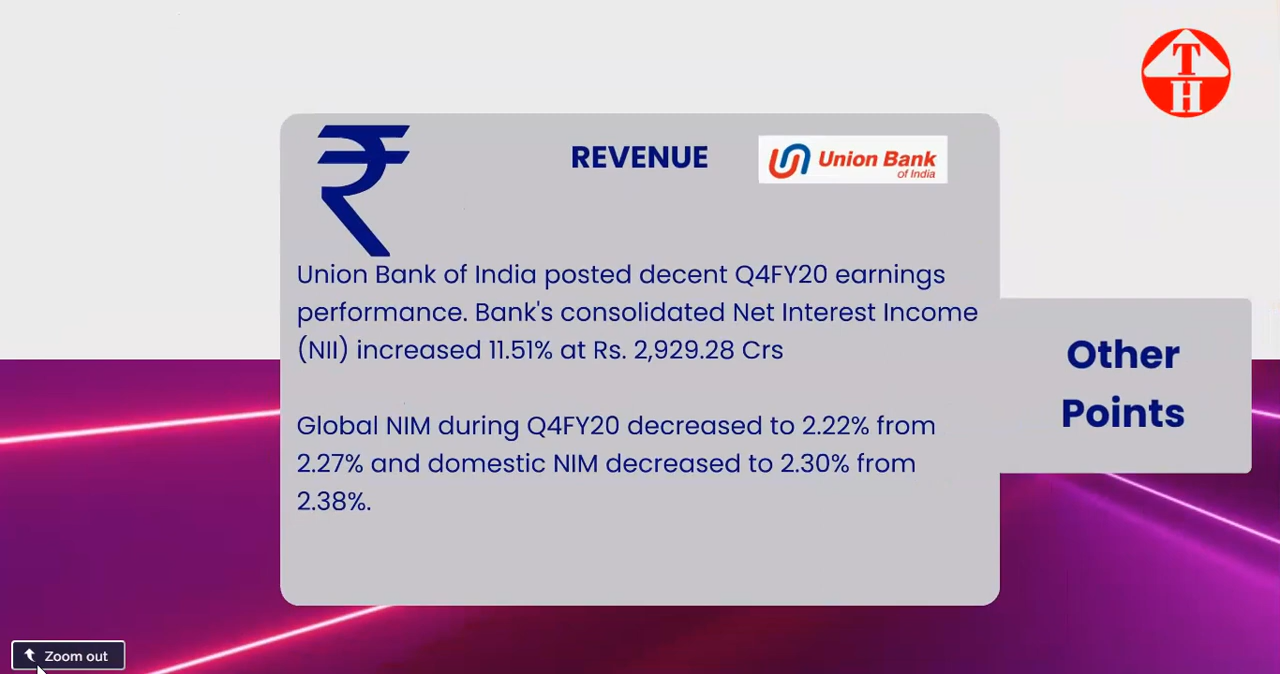 T
H
REVENUE
Union Bank
of India
Union Bank of India posted decent Q4FY20 earnings
performance. Bank's consolidated Net Interest Income
(NII) increased 11.51% at Rs. 2,929.28 Crs
Global NIM during Q4FY20 decreased to 2.22% from
2.27% and domestic NIM decreased to 2.30% from
2.38%.
Other
Points
Zoom out